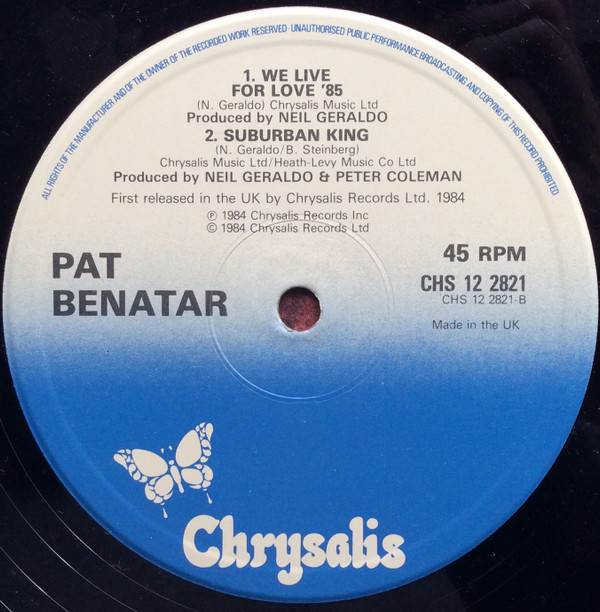 ALL RIGHTS OF THE MANUFACTURER AND OF THE OWNER OF THE RECORDED WORK RESERVED · UNAUTHORISED PUBLIC PERFORMANCE BROADCASTING AND COPYING OF THIS RECORD PROHIBITED
1. WE LIVE
FOR LOVE '85
(N. Geraldo) Chrysalis Music Ltd
Produced by NEIL GERALDO
2. SUBURBAN KING
(N. Geraldo/B. Steinberg)
Chrysalis Music Ltd/Heath-Levy Music Co Ltd
Produced by NEIL GERALDO & PETER COLEMAN
First released in the UK by Chrysalis Records Ltd. 1984
℗ 1984 Chrysalis Records Inc
© 1984 Chrysalis Records Ltd
PAT
BENATAR
45 RPM
CHS 12 2821
CHS 12 2821-B
Made in the UK
Chrysalis